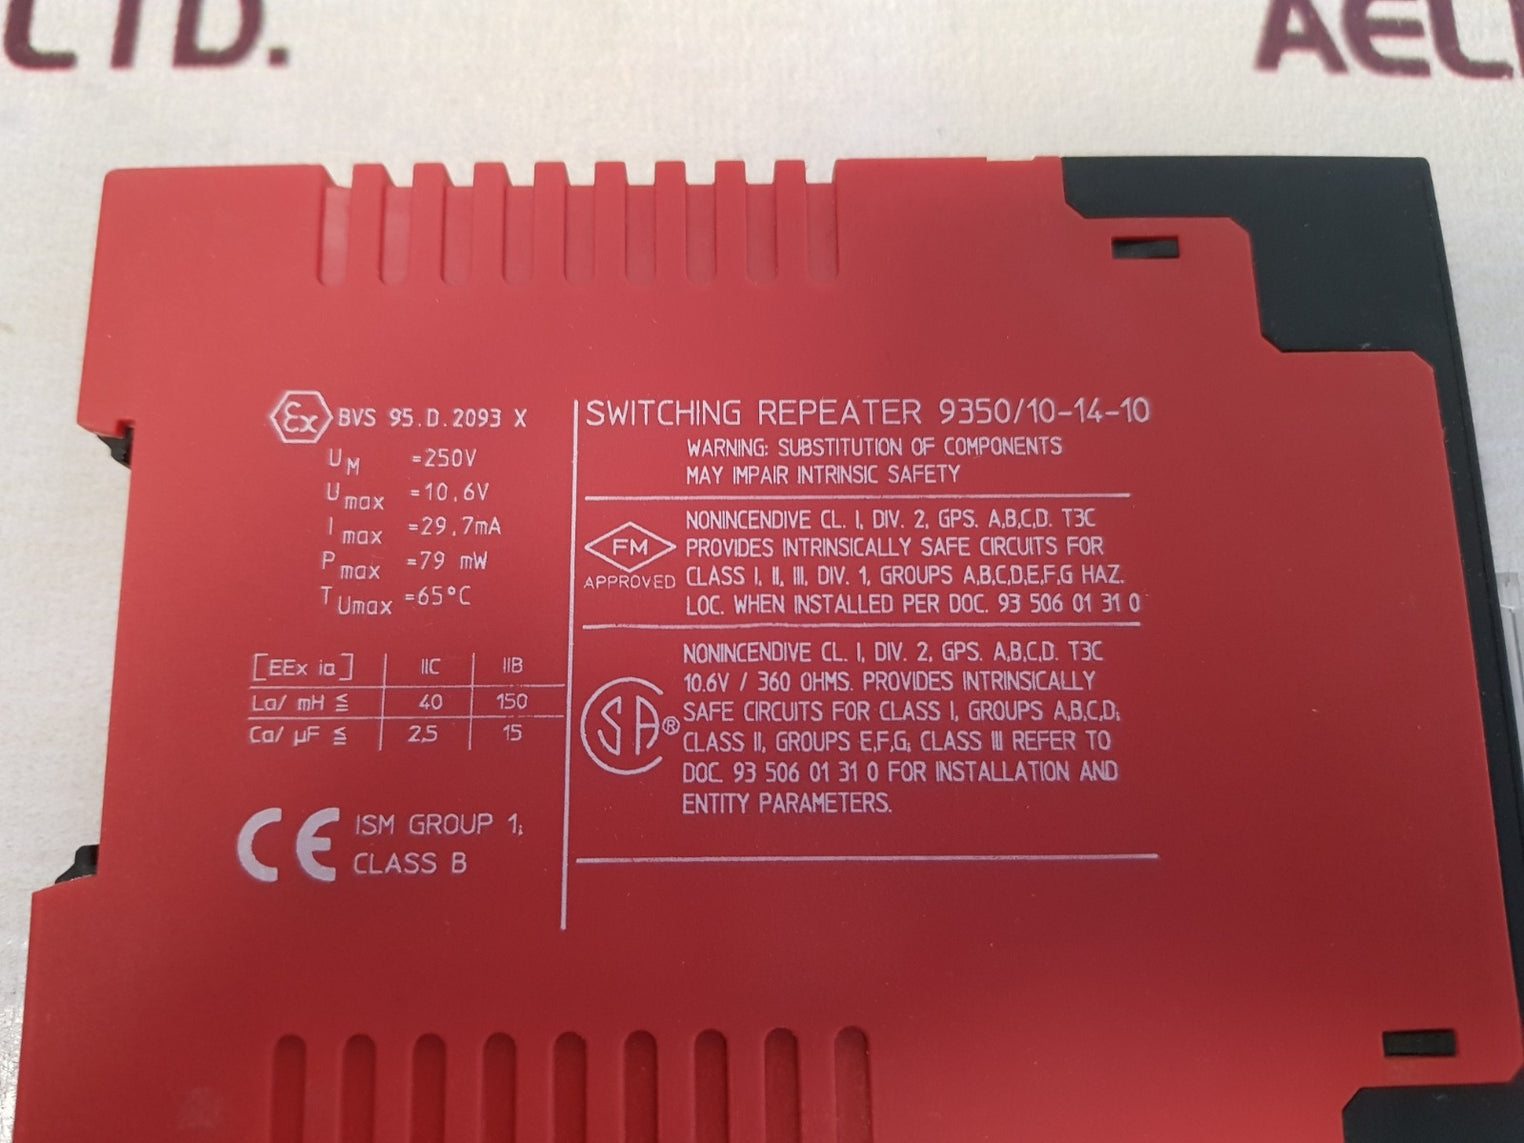 LTD.
AEL
Ex BVS 95.D.2093 X
UM =250V
Umax =10,6V
Imax =29,7mA
Pmax =79 mW
TUmax =65°C
[EEx ia] IIC IIB
La/ mH ≦ 40 150
Ca/ µF ≦ 2,5 15
CE ISM GROUP 1;
CLASS B
SWITCHING REPEATER 9350/10-14-10
WARNING: SUBSTITUTION OF COMPONENTS
MAY IMPAIR INTRINSIC SAFETY
FM
APPROVED
NONINCENDIVE CL. I, DIV. 2, GPS. A,B,C,D. T3C
PROVIDES INTRINSICALLY SAFE CIRCUITS FOR
CLASS I, II, III, DIV. 1, GROUPS A,B,C,D,E,F,G HAZ.
LOC. WHEN INSTALLED PER DOC. 93 506 01 31 0
SA®
NONINCENDIVE CL. I, DIV. 2, GPS. A,B,C,D. T3C
10.6V / 360 OHMS. PROVIDES INTRINSICALLY
SAFE CIRCUITS FOR CLASS I, GROUPS A,B,C,D;
CLASS II, GROUPS E,F,G; CLASS III REFER TO
DOC. 93 506 01 31 0 FOR INSTALLATION AND
ENTITY PARAMETERS.